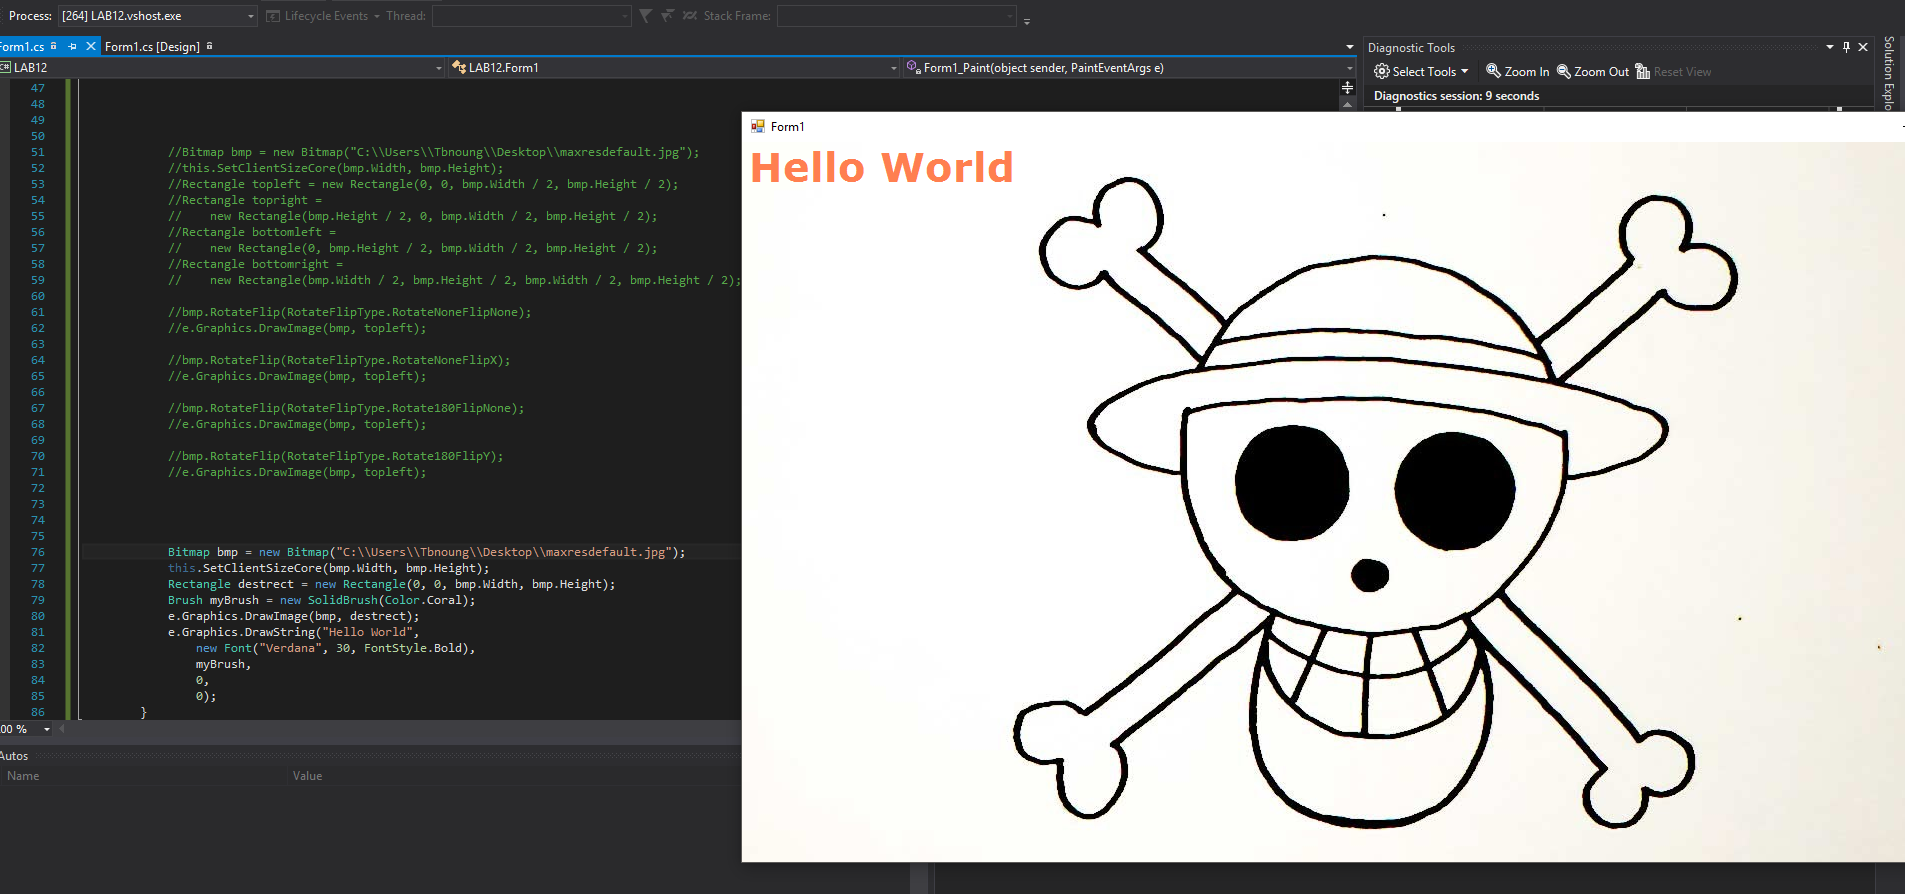 Process: [264] LAB12.vshost.exe Lifecycle Events Thread: Stack Frame:
Form1.cs Form1.cs [Design]
C# LAB12 LAB12.Form1 Form1_Paint(object sender, PaintEventArgs e)
Diagnostic Tools
Select Tools Zoom In Zoom Out Reset View
Diagnostics session: 9 seconds
Solution Explo
47
48
49
50
51 //Bitmap bmp = new Bitmap("C:\\Users\\Tbnoung\\Desktop\\maxresdefault.jpg");
52 //this.SetClientSizeCore(bmp.Width, bmp.Height);
53 //Rectangle topleft = new Rectangle(0, 0, bmp.Width / 2, bmp.Height / 2);
54 //Rectangle topright =
55 // new Rectangle(bmp.Height / 2, 0, bmp.Width / 2, bmp.Height / 2);
56 //Rectangle bottomleft =
57 // new Rectangle(0, bmp.Height / 2, bmp.Width / 2, bmp.Height / 2);
58 //Rectangle bottomright =
59 // new Rectangle(bmp.Width / 2, bmp.Height / 2, bmp.Width / 2, bmp.Height / 2);
60
61 //bmp.RotateFlip(RotateFlipType.RotateNoneFlipNone);
62 //e.Graphics.DrawImage(bmp, topleft);
63
64 //bmp.RotateFlip(RotateFlipType.RotateNoneFlipX);
65 //e.Graphics.DrawImage(bmp, topleft);
66
67 //bmp.RotateFlip(RotateFlipType.Rotate180FlipNone);
68 //e.Graphics.DrawImage(bmp, topleft);
69
70 //bmp.RotateFlip(RotateFlipType.Rotate180FlipY);
71 //e.Graphics.DrawImage(bmp, topleft);
72
73
74
75
76 Bitmap bmp = new Bitmap("C:\\Users\\Tbnoung\\Desktop\\maxresdefault.jpg");
77 this.SetClientSizeCore(bmp.Width, bmp.Height);
78 Rectangle destrect = new Rectangle(0, 0, bmp.Width, bmp.Height);
79 Brush myBrush = new SolidBrush(Color.Coral);
80 e.Graphics.DrawImage(bmp, destrect);
81 e.Graphics.DrawString("Hello World",
82 new Font("Verdana", 30, FontStyle.Bold),
83 myBrush,
84 0,
85 0);
86 }
00 %
Autos
Name Value
Form1
Hello World